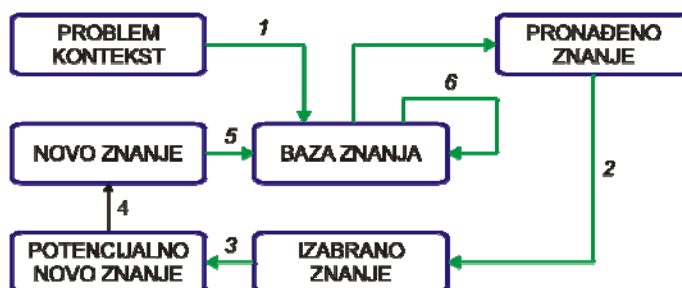 PROBLEM
KONTEKST
1
PRONAĐENO
ZNANJE
6
NOVO ZNANJE
5
BAZA ZNANJA
2
4
POTENCIJALNO
NOVO ZNANJE
3
IZABRANO
ZNANJE